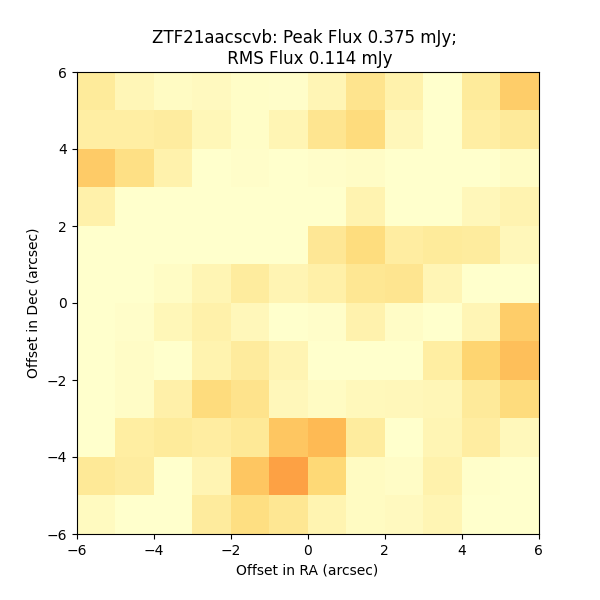 ZTF21aacscvb: Peak Flux 0.375 mJy;
RMS Flux 0.114 mJy
6
4
2
0
−2
−4
−6
Offset in Dec (arcsec)
−6 −4 −2 0 2 4 6
Offset in RA (arcsec)